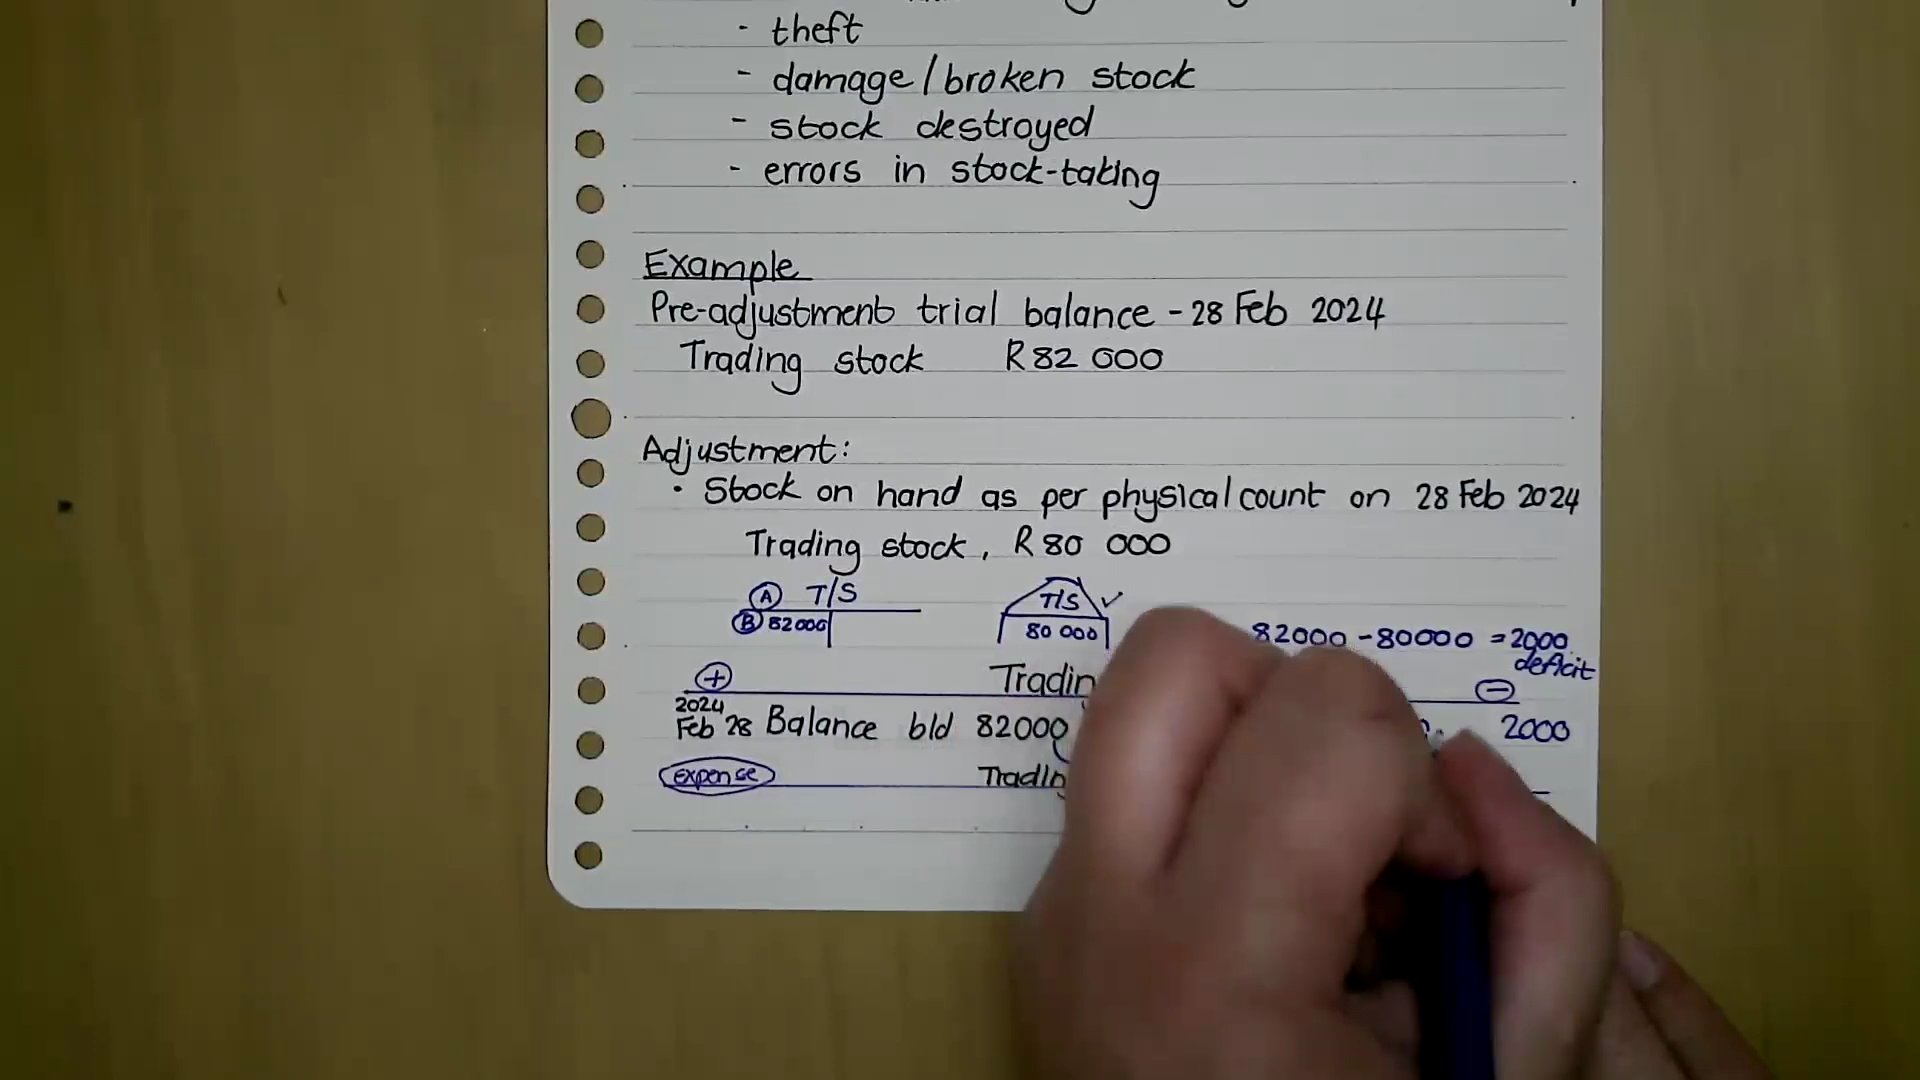 - theft
- damage/broken stock
- stock destroyed
- errors in stock-taking
Example
Pre-adjustment trial balance - 28 Feb 2024
Trading stock R82 000
Adjustment:
• Stock on hand as per physical count on 28 Feb 2024
Trading stock, R80 000
A T/S
B 82000
T/S ✓
80 000
82000 - 80000 = 2000
deficit
+ Tradin -
2024
Feb 28 Balance b/d 82000 2000
expense Tradin